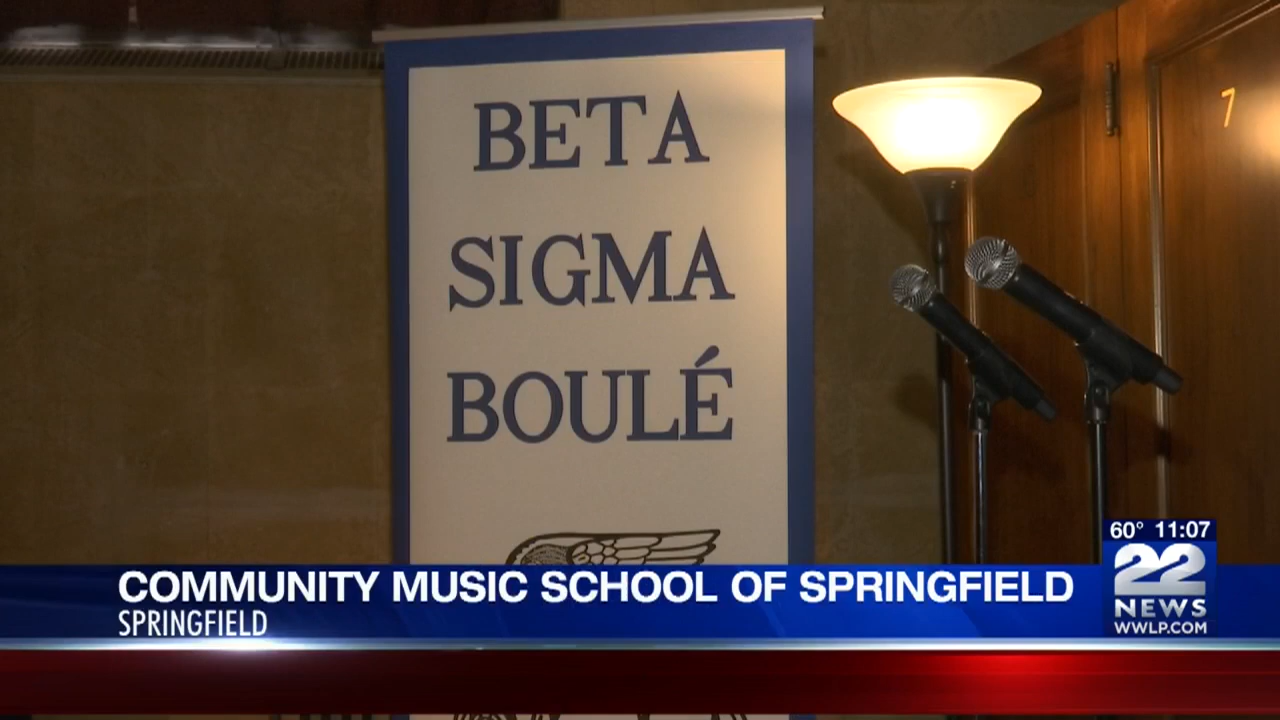 BETA
SIGMA
BOULÉ
7
60° 11:07
22
NEWS
WWLP.COM
COMMUNITY MUSIC SCHOOL OF SPRINGFIELD
SPRINGFIELD